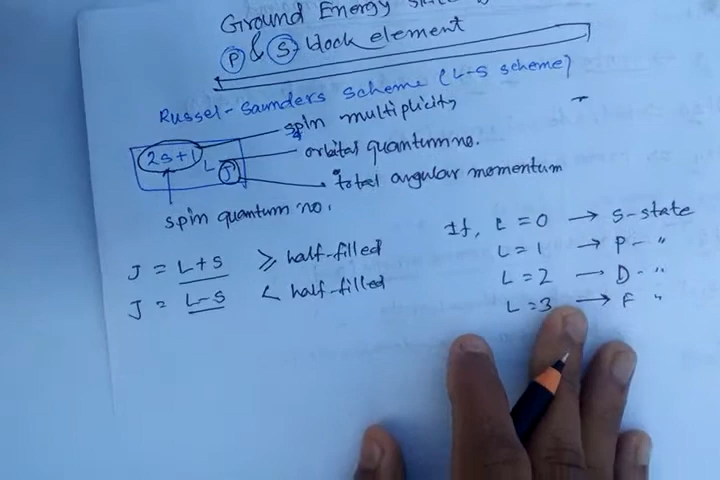 Ground Energy state
P & S-block element
Russel-Saunders scheme (L-S scheme)
spin multiplicity
2s+1 L J
orbital quantum no.
total angular momentum
spin quantum no.
J = L+S ≥ half-filled
J = L-S < half-filled
If, L=0 → S-state
L=1 → P- "
L=2 → D- "
L=3 → F "